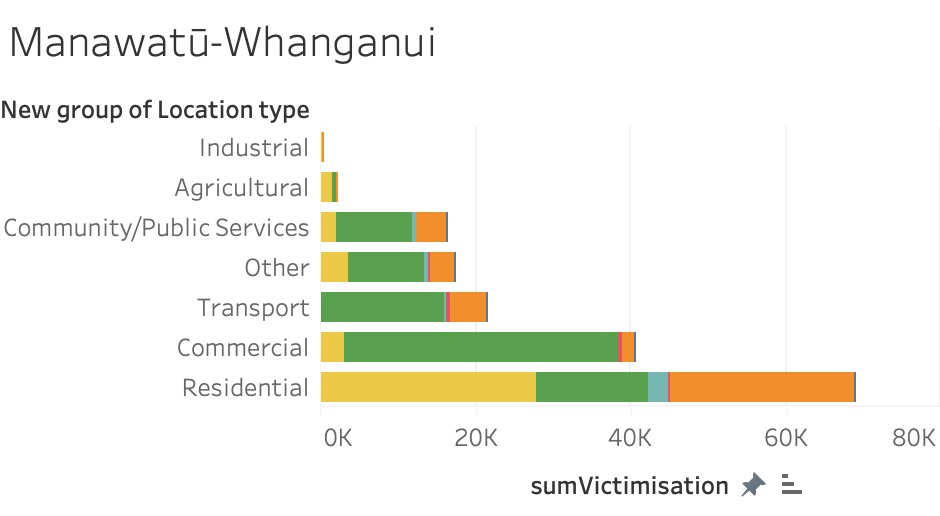 Manawatū-Whanganui
New group of Location type
Industrial
Agricultural
Community/Public Services
Other
Transport
Commercial
Residential
0K 20K 40K 60K 80K
sumVictimisation